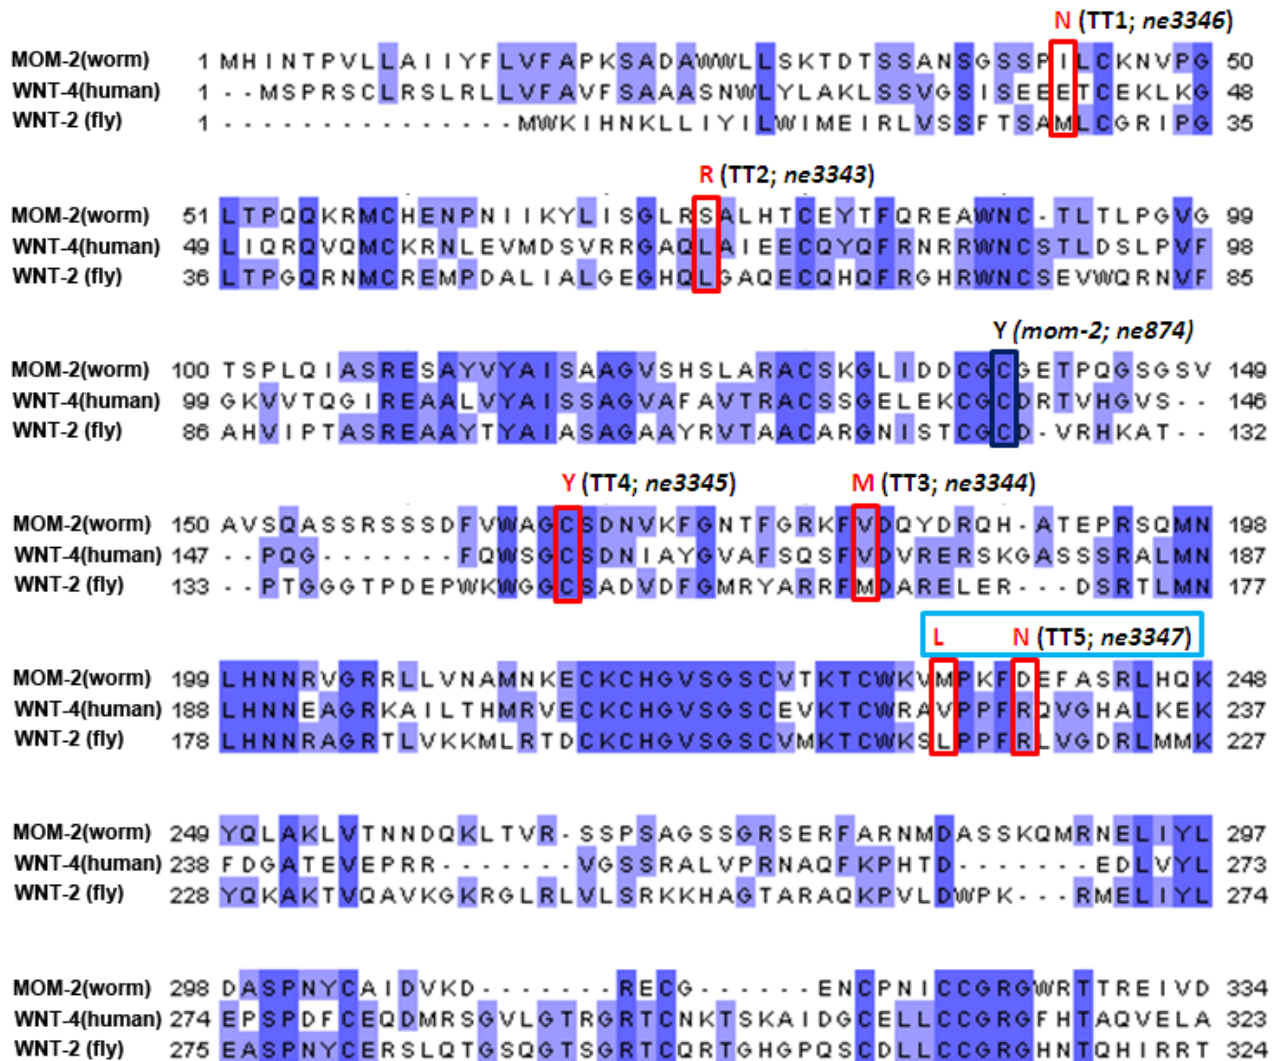 N (TT1; ne3346)
MOM-2(worm) 1 MHINTPVLLAIIYFLVFAPKSADAWWLLSKTDTSSANSGSSPILCKNVPG 50
WNT-4(human) 1 --MSPRSCLRSLRLLVFAVFSAAASNWLYLAKLSSVGSISEEETCEKLKG 48
WNT-2 (fly) 1 ---------------MWKIHNKLLIYILWIMEIRLVSSFTSAMLCGRIPG 35
R (TT2; ne3343)
MOM-2(worm) 51 LTPQQKRMCHENPNIIKYLISGLRSALHTCEYTFQREAWNC-TLTLPGVG 99
WNT-4(human) 49 LIQRQVQMCKRNLEVMDSVRRGAQLAIEECQYQFRNRRWNCSTLDSLPVF 98
WNT-2 (fly) 36 LTPGQRNMCREMPDALIALGEGHQLGAQECQHQFRGHRWNCSEVWQRNVF 85
Y (mom-2; ne874)
MOM-2(worm) 100 TSPLQIASRESAYVYAISAAGVSHSLARACSKGLIDDCGCGETPQGSGSV 149
WNT-4(human) 99 GKVVTQGIREAALVYAISSAGVAFAVTRACSSGELEKCGCDRTVHGVS-- 146
WNT-2 (fly) 86 AHVIPTASREAAYTYAIASAGAAYRVTAACARGNISTCGCD-VRHKAT-- 132
Y (TT4; ne3345) M (TT3; ne3344)
MOM-2(worm) 150 AVSQASSRSSSDFVWAGCSDNVKFGNTFGRKFVDQYDRQH-ATEPRSQMN 198
WNT-4(human) 147 --PQG-------FQWSGCSDNIAYGVAFSQSFVDVRERSKGASSSRALMN 187
WNT-2 (fly) 133 --PTGGGTPDEPWKWGGCSADVDFGMRYARRFMDARELER---DSRTLMN 177
L N (TT5; ne3347)
MOM-2(worm) 199 LHNNRVGRRLLVNAMNKECKCHGVSGSCVTKTCWKVMPKFDEFASRLHQK 248
WNT-4(human) 188 LHNNEAGRKAILTHMRVECKCHGVSGSCEVKTCWRAVPPFRQVGHALKEK 237
WNT-2 (fly) 178 LHNNRAGRTLVKKMLRTDCKCHGVSGSCVMKTCWKSLPPFRLVGDRLMMK 227
MOM-2(worm) 249 YQLAKLVTNNDQKLTVR-SSPSAGSSGRSERFARNMDASSKQMRNELIYL 297
WNT-4(human) 238 FDGATEVEPRR-------VGSSRALVPRNAQFKPHTD-------EDLVYL 273
WNT-2 (fly) 228 YQKAKTVQAVKGKRGLRLVLSRKKHAGTARAQKPVLDWPK---RMELIYL 274
MOM-2(worm) 298 DASPNYCAIDVKD-------RECG------ENCPNICCGRGWRTTREIVD 334
WNT-4(human) 274 EPSPDFCEQDMRSGVLGTRGRTCNKTSKAIDGCELLCCGRGFHTAQVELA 323
WNT-2 (fly) 275 EASPNYCERSLQTGSQGTSGRTCQRTGHGPQSCDLLCCGRGHNTQHIRRT 324